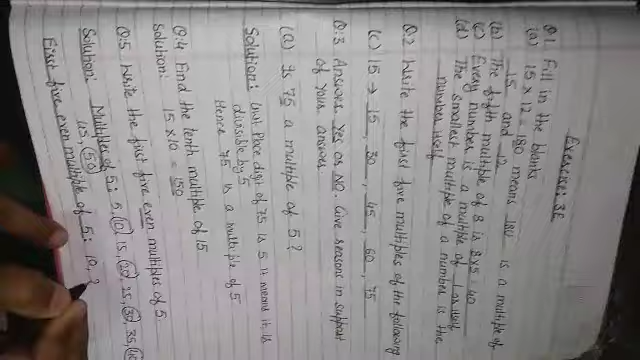 Exercise: 3E
Q.1 Fill in the blanks
(a) 15 x 12 = 180 means 180 is a multiple of
15 and 12
(b) The fifth multiple of 8 is 8x5=40
(c) Every number is a multiple of 1 and itself
(d) The smallest multiple of a number is the
number itself
Q:2 Write the first five multiples of the following
(c) 15 → 15, 30, 45, 60, 75
Q:3 Answer Yes or NO. Give reasons in support
of your answer.
(a) Is 75 a multiple of 5?
Solution: Unit Place digit of 75 is 5 it means it is
divisible by 5
Hence 75 is a multiple of 5
Q:4 Find the tenth multiple of 15
Solution: 15 x 10 = 150
Q:5 Write the first five even multiples of 5
Solution: Multiples of 5: 5, 10, 15, 20, 25, 30, 35, 40
45, 50
First five even multiple of 5: 10, 2